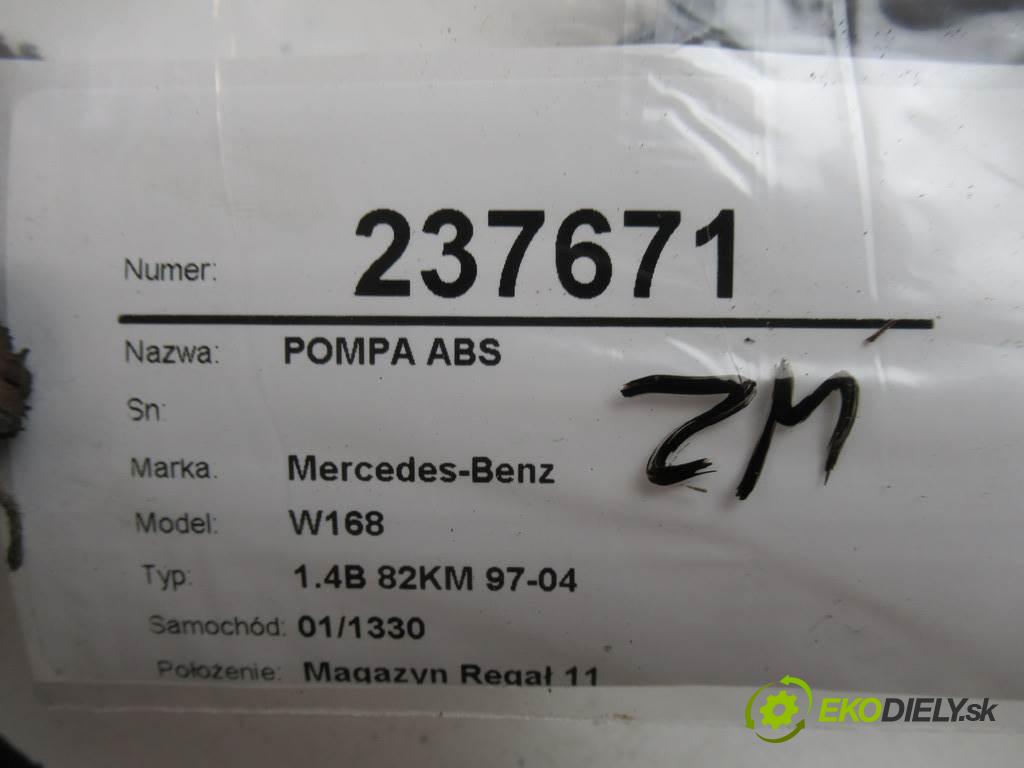 Numer: 237671
Nazwa: POMPA ABS
Sn:
ZM
Marka: Mercedes-Benz
Model: W168
Typ: 1.4B 82KM 97-04
Samochód: 01/1330
Położenie: Magazyn Regał 11
EKODIELY.sk